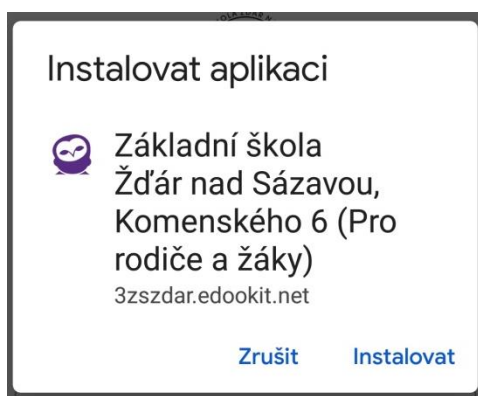 Instalovat aplikaci
Základní škola
Žďár nad Sázavou,
Komenského 6 (Pro
rodiče a žáky)
3zszdar.edookit.net
Zrušit
Instalovat